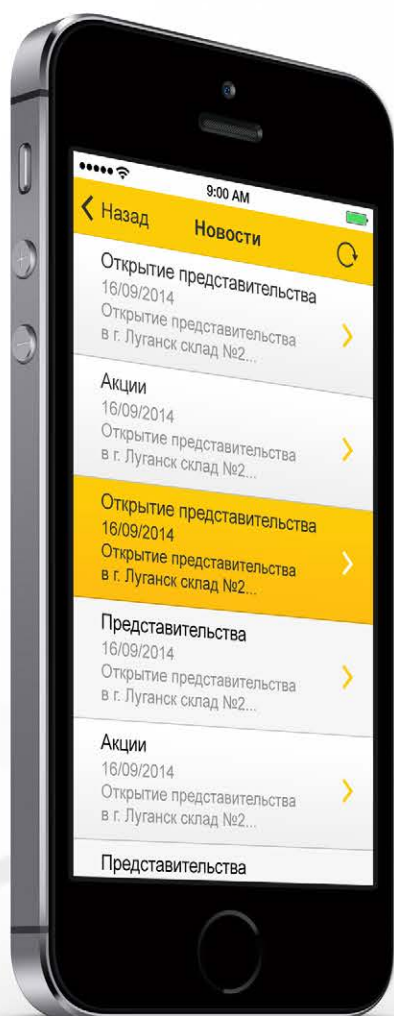 9:00 AM
Назад
Новости
Открытие представительства
16/09/2014
Открытие представительства
в г. Луганск склад №2...
Акции
16/09/2014
Открытие представительства
в г. Луганск склад №2...
Открытие представительства
16/09/2014
Открытие представительства
в г. Луганск склад №2...
Представительства
16/09/2014
Открытие представительства
в г. Луганск склад №2...
Акции
16/09/2014
Открытие представительства
в г. Луганск склад №2...
Представительства